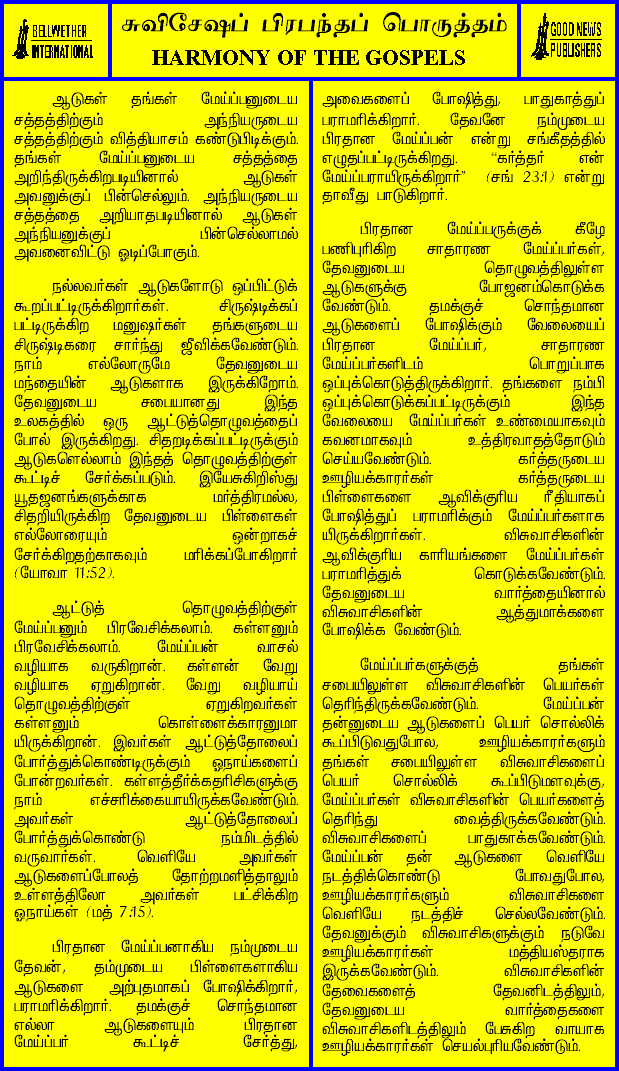 BELLWETHER
INTERNATIONAL
சுவிசேஷப் பிரபந்தப் பொருத்தம்
HARMONY OF THE GOSPELS
GOOD NEWS
PUBLISHERS
ஆடுகள் தங்கள் மேய்ப்பனுடைய
சத்தத்திற்கும் அந்நியருடைய
சத்தத்திற்கும் வித்தியாசம் கண்டுபிடிக்கும்.
தங்கள் மேய்ப்பனுடைய சத்தத்தை
அறிந்திருக்கிறபடியினால் ஆடுகள்
அவனுக்குப் பின்செல்லும். அந்நியருடைய
சத்தத்தை அறியாதபடியினால் ஆடுகள்
அந்நியனுக்குப் பின்செல்லாமல்
அவனைவிட்டு ஓடிப்போகும்.
நல்லவர்கள் ஆடுகளோடு ஒப்பிட்டுக்
கூறப்பட்டிருக்கிறார்கள். சிருஷ்டிக்கப்
பட்டிருக்கிற மனுஷர்கள் தங்களுடைய
சிருஷ்டிகரை சார்ந்து ஜீவிக்கவேண்டும்.
நாம் எல்லோருமே தேவனுடைய
மந்தையின் ஆடுகளாக இருக்கிறோம்.
தேவனுடைய சபையானது இந்த
உலகத்தில் ஒரு ஆட்டுத்தொழுவத்தைப்
போல் இருக்கிறது. சிதறடிக்கப்பட்டிருக்கும்
ஆடுகளெல்லாம் இந்தத் தொழுவத்திற்குள்
கூட்டிச் சேர்க்கப்படும். இயேசுகிறிஸ்து
யூதஜனங்களுக்காக மர்த்திரமல்ல,
சிதறியிருக்கிற தேவனுடைய பிள்ளைகள்
எல்லோரையும் ஒன்றாகச்
சேர்க்கிறதற்காகவும் மரிக்கப்போகிறார்
(யோவா 11:52).
ஆட்டுத் தொழுவத்திற்குள்
மேய்ப்பனும் பிரவேசிக்கலாம். கள்ளனும்
பிரவேசிக்கலாம். மேய்ப்பன் வாசல்
வழியாக வருகிறான். கள்ளன் வேறு
வழியாக ஏறுகிறான். வேறு வழியாய்
தொழுவத்திற்குள் ஏறுகிறவர்கள்
கள்ளனும் கொள்ளைக்காரனுமா
யிருக்கிறான். இவர்கள் ஆட்டுத்தோலைப்
போர்த்துக்கொண்டிருக்கும் ஓநாய்களைப்
போன்றவர்கள். கள்ளத்தீர்க்கதரிசிகளுக்கு
நாம் எச்சரிக்கையாயிருக்கவேண்டும்.
அவர்கள் ஆட்டுத்தோலைப்
போர்த்துக்கொண்டு நம்மிடத்தில்
வருவார்கள். வெளியே அவர்கள்
ஆடுகளைப்போலத் தோற்றமளித்தாலும்
உள்ளத்திலோ அவர்கள் பட்சிக்கிற
ஓநாய்கள் (மத் 7:15).
பிரதான மேய்ப்பனாகிய நம்முடைய
தேவன், தம்முடைய பிள்ளைகளாகிய
ஆடுகளை அற்புதமாகப் போஷிக்கிறார்,
பராமரிக்கிறார். தமக்குச் சொந்தமான
எல்லா ஆடுகளையும் பிரதான
மேய்ப்பர் கூட்டிச் சேர்த்து,
அவைகளைப் போஷித்து, பாதுகாத்துப்
பராமரிக்கிறார். தேவனே நம்முடைய
பிரதான மேய்ப்பன் என்று சங்கீதத்தில்
எழுதப்பட்டிருக்கிறது. “கர்த்தர் என்
மேய்ப்பராயிருக்கிறார்” (சங் 23:1) என்று
தாவீது பாடுகிறார்.
பிரதான மேய்ப்பருக்குக் கீழே
பணிபுரிகிற சாதாரண மேய்ப்பர்கள்,
தேவனுடைய தொழுவத்திலுள்ள
ஆடுகளுக்கு போஜனம்கொடுக்க
வேண்டும். தமக்குச் சொந்தமான
ஆடுகளைப் போஷிக்கும் வேலையைப்
பிரதான மேய்ப்பர், சாதாரண
மேய்ப்பர்களிடம் பொறுப்பாக
ஒப்புக்கொடுத்திருக்கிறார். தங்களை நம்பி
ஒப்புக்கொடுக்கப்பட்டிருக்கும் இந்த
வேலையை மேய்ப்பர்கள் உண்மையாகவும்
கவனமாகவும் உத்திரவாதத்தோடும்
செய்யவேண்டும். கர்த்தருடைய
ஊழியக்காரர்கள் கர்த்தருடைய
பிள்ளைகளை ஆவிக்குரிய ரீதியாகப்
போஷித்துப் பராமரிக்கும் மேய்ப்பர்களாக
யிருக்கிறார்கள். விசுவாசிகளின்
ஆவிக்குரிய காரியங்களை மேய்ப்பர்கள்
பராமரித்துக் கொடுக்கவேண்டும்.
தேவனுடைய வார்த்தையினால்
விசுவாசிகளின் ஆத்துமாக்களை
போஷிக்க வேண்டும்.
மேய்ப்பர்களுக்குத் தங்கள்
சபையிலுள்ள விசுவாசிகளின் பெயர்கள்
தெரிந்திருக்கவேண்டும். மேய்ப்பன்
தன்னுடைய ஆடுகளைப் பெயர் சொல்லிக்
கூப்பிடுவதுபோல, ஊழியக்காரர்களும்
தங்கள் சபையிலுள்ள விசுவாசிகளைப்
பெயர் சொல்லிக் கூப்பிடுமளவுக்கு,
மேய்ப்பர்கள் விசுவாசிகளின் பெயர்களைத்
தெரிந்து வைத்திருக்கவேண்டும்.
விசுவாசிகளைப் பாதுகாக்கவேண்டும்.
மேய்ப்பன் தன் ஆடுகளை வெளியே
நடத்திக்கொண்டு போவதுபோல,
ஊழியக்காரர்களும் விசுவாசிகளை
வெளியே நடத்திச் செல்லவேண்டும்.
தேவனுக்கும் விசுவாசிகளுக்கும் நடுவே
ஊழியக்காரர்கள் மத்தியஸ்தராக
இருக்கவேண்டும். விசுவாசிகளின்
தேவைகளைத் தேவனிடத்திலும்,
தேவனுடைய வார்த்தைகளை
விசுவாசிகளிடத்திலும் பேசுகிற வாயாக
ஊழியக்காரர்கள் செயல்புரியவேண்டும்.